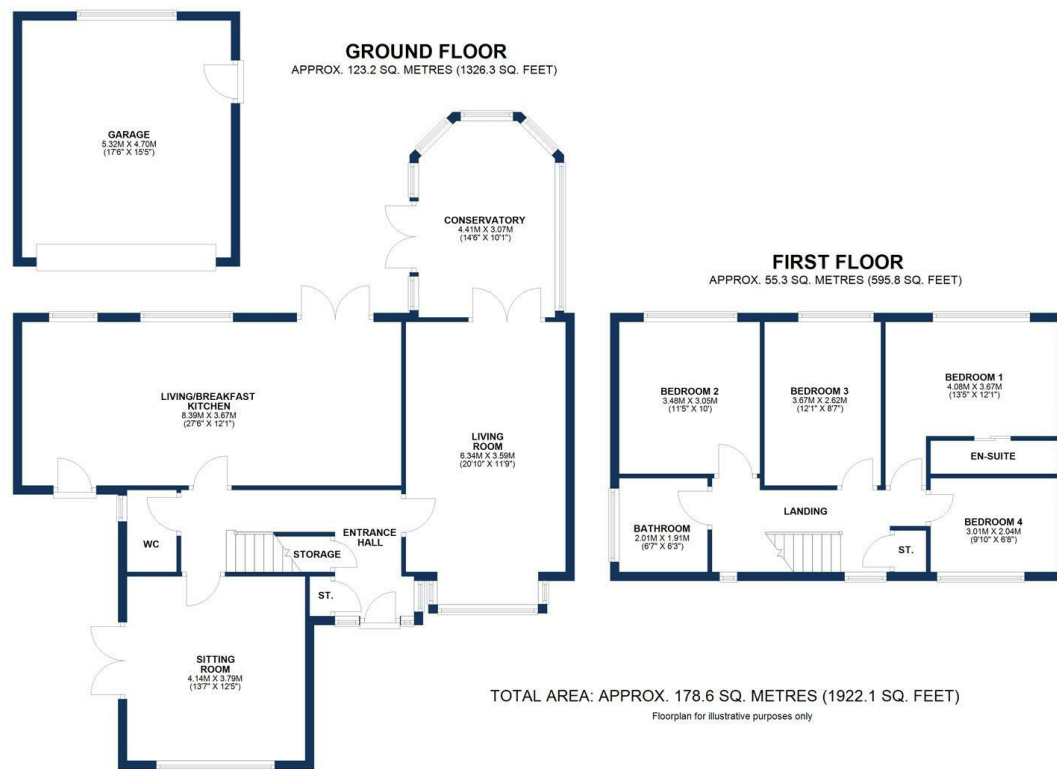 GROUND FLOOR
APPROX. 123.2 SQ. METRES (1326.3 SQ. FEET)
GARAGE
5.32M X 4.70M
(17'6" X 15'5")
CONSERVATORY
4.41M X 3.07M
(14'6" X 10'1")
LIVING/BREAKFAST
KITCHEN
8.39M X 3.67M
(27'6" X 12'1")
LIVING
ROOM
6.34M X 3.59M
(20'10" X 11'9")
WC
STORAGE
ENTRANCE
HALL
ST.
SITTING
ROOM
4.14M X 3.79M
(13'7" X 12'5")
FIRST FLOOR
APPROX. 55.3 SQ. METRES (595.8 SQ. FEET)
BEDROOM 2
3.48M X 3.05M
(11'5" X 10')
BEDROOM 3
3.67M X 2.62M
(12'1" X 8'7")
BEDROOM 1
4.08M X 3.67M
(13'5" X 12'1")
EN-SUITE
BATHROOM
2.01M X 1.91M
(6'7" X 6'3")
LANDING
ST.
BEDROOM 4
3.01M X 2.04M
(9'10" X 6'8")
TOTAL AREA: APPROX. 178.6 SQ. METRES (1922.1 SQ. FEET)
Floorplan for illustrative purposes only